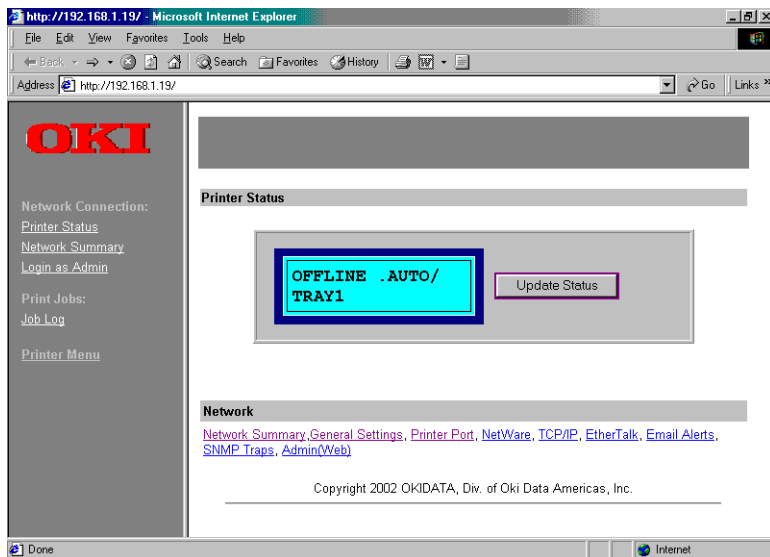 http://192.168.1.19/ - Microsoft Internet Explorer
File Edit View Favorites Tools Help
Back Search Favorites History
Address http://192.168.1.19/ Go Links »
OKI
Network Connection:
Printer Status
Network Summary
Login as Admin
Print Jobs:
Job Log
Printer Menu
Printer Status
OFFLINE .AUTO/
TRAY1
Update Status
Network
Network Summary,General Settings, Printer Port, NetWare, TCP/IP, EtherTalk, Email Alerts,
SNMP Traps, Admin(Web)
Copyright 2002 OKIDATA, Div. of Oki Data Americas, Inc.
Done Internet